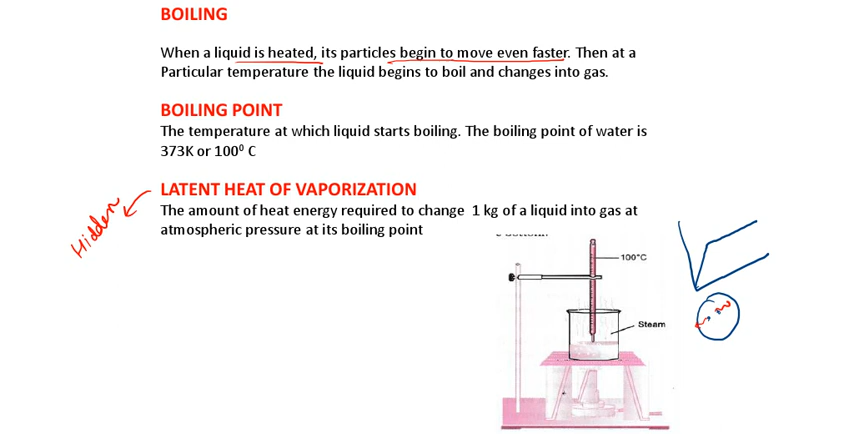 BOILING
When a liquid is heated, its particles begin to move even faster. Then at a
Particular temperature the liquid begins to boil and changes into gas.
BOILING POINT
The temperature at which liquid starts boiling. The boiling point of water is
373K or 100⁰ C
LATENT HEAT OF VAPORIZATION
Hidden
The amount of heat energy required to change 1 kg of a liquid into gas at
atmospheric pressure at its boiling point
100°C
Steam